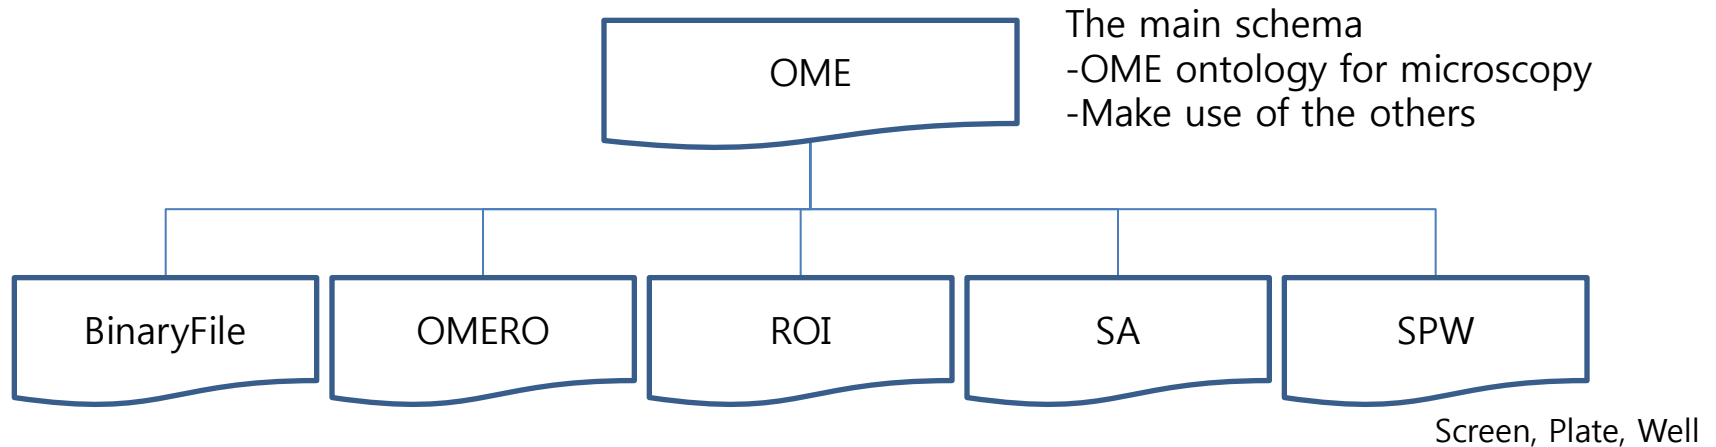 OME
The main schema
-OME ontology for microscopy
-Make use of the others
BinaryFile
OMERO
ROI
SA
SPW
Screen, Plate, Well